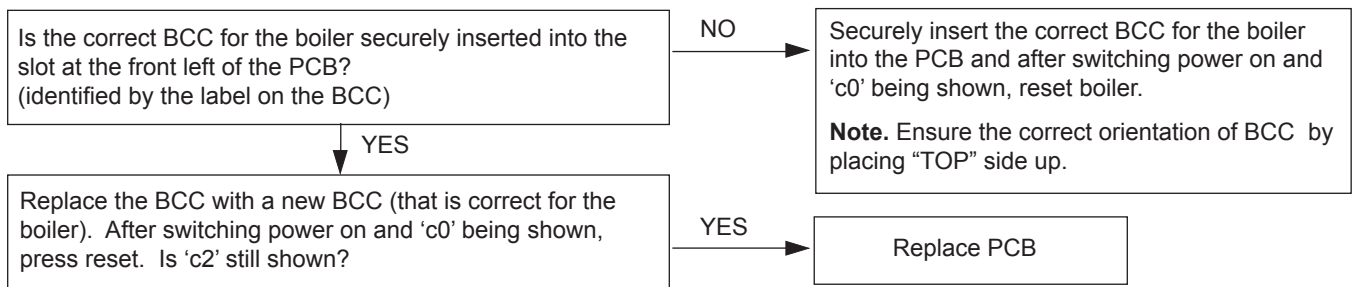 Is the correct BCC for the boiler securely inserted into the
slot at the front left of the PCB?
(identified by the label on the BCC)
NO
Securely insert the correct BCC for the boiler
into the PCB and after switching power on and
‘c0’ being shown, reset boiler.
Note. Ensure the correct orientation of BCC by
placing “TOP” side up.
YES
Replace the BCC with a new BCC (that is correct for the
boiler). After switching power on and ‘c0’ being shown,
press reset. Is ‘c2’ still shown?
YES
Replace PCB